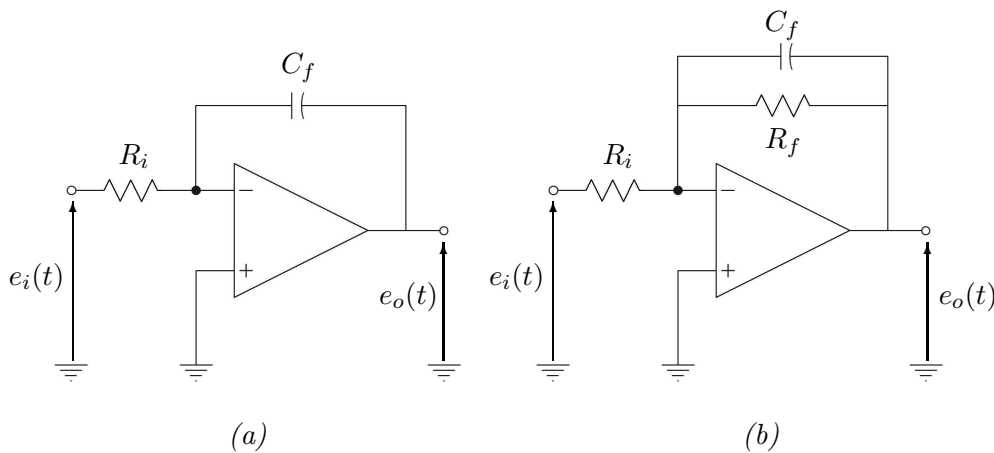 C_f
R_i
−
+
e_i(t)
e_o(t)
(a)
C_f
R_f
R_i
−
+
e_i(t)
e_o(t)
(b)